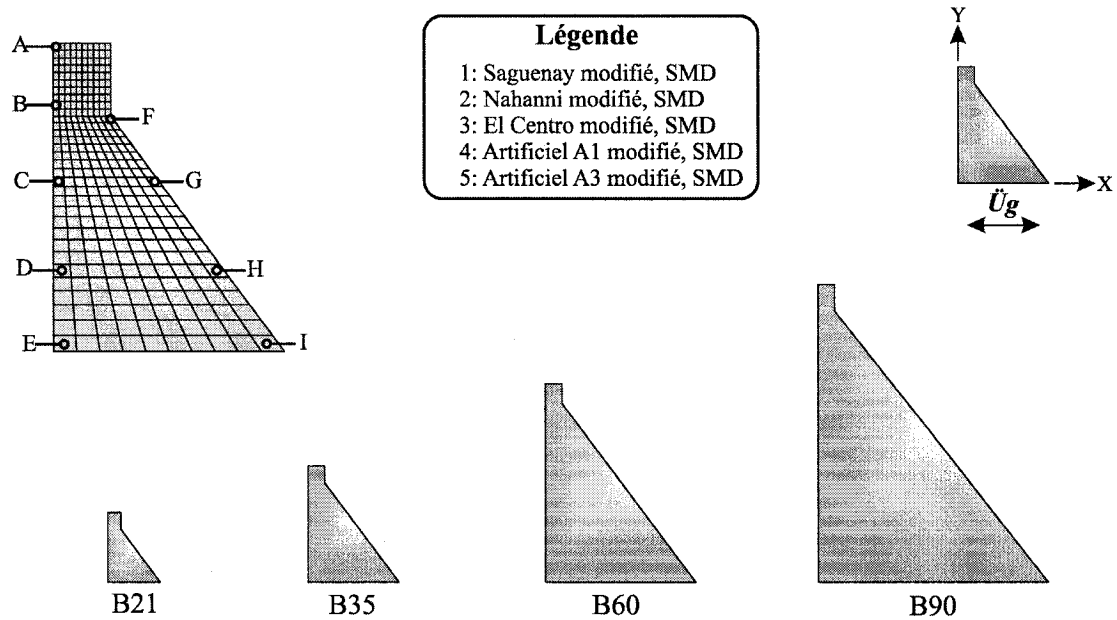 A
B
F
C
G
D
H
E
I
Légende
1: Saguenay modifié, SMD
2: Nahanni modifié, SMD
3: El Centro modifié, SMD
4: Artificiel A1 modifié, SMD
5: Artificiel A3 modifié, SMD
Y
X
Üg
B21
B35
B60
B90